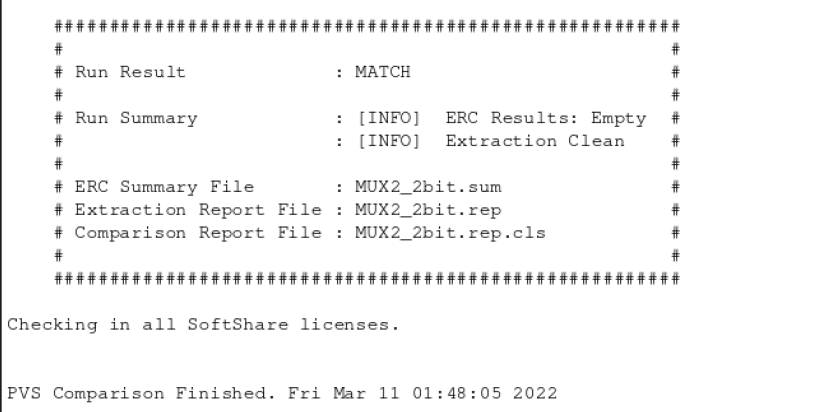 ########################################################
# #
# Run Result : MATCH #
# #
# Run Summary : [INFO] ERC Results: Empty #
# : [INFO] Extraction Clean #
# #
# ERC Summary File : MUX2_2bit.sum #
# Extraction Report File : MUX2_2bit.rep #
# Comparison Report File : MUX2_2bit.rep.cls #
# #
########################################################
Checking in all SoftShare licenses.
PVS Comparison Finished. Fri Mar 11 01:48:05 2022